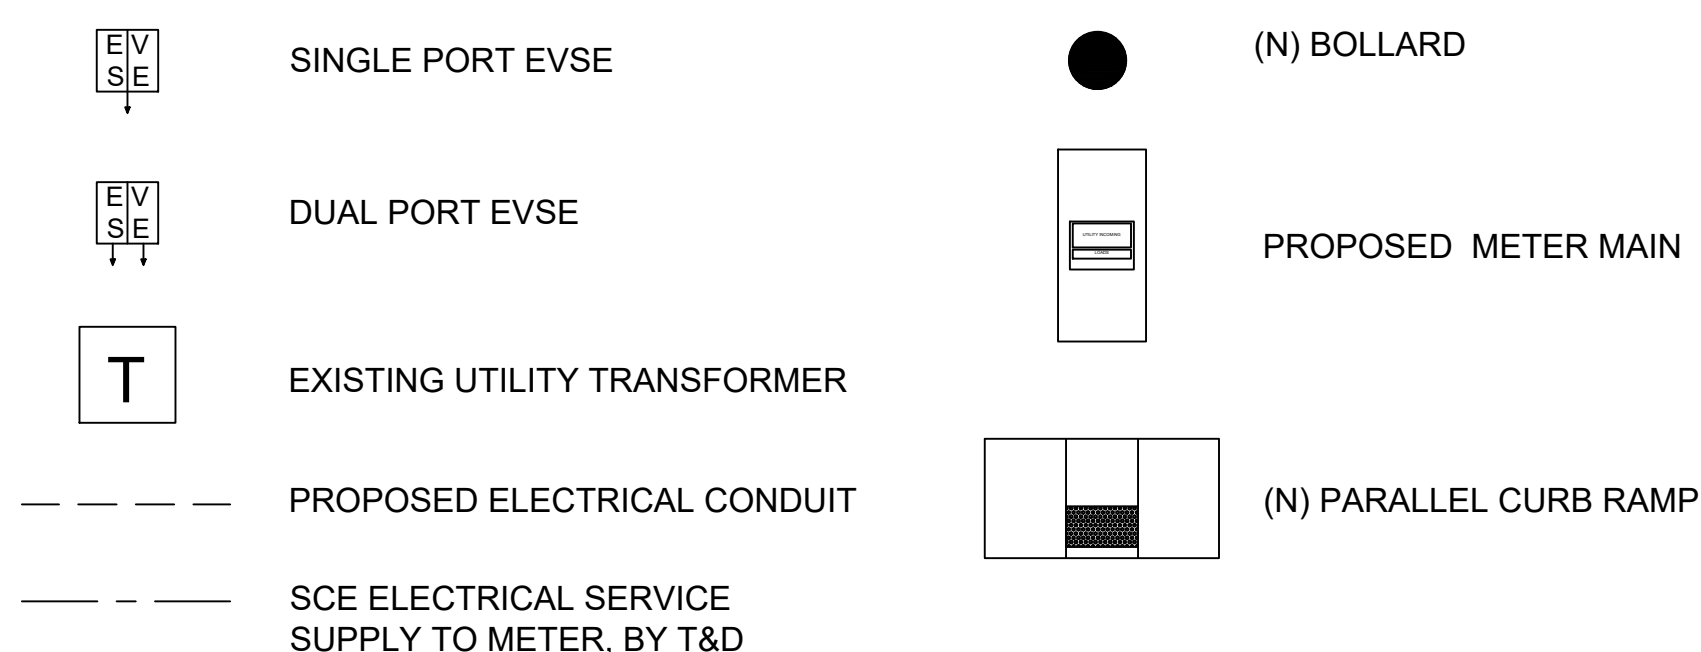 E V
S E
SINGLE PORT EVSE
E V
S E
DUAL PORT EVSE
T
EXISTING UTILITY TRANSFORMER
PROPOSED ELECTRICAL CONDUIT
SCE ELECTRICAL SERVICE
SUPPLY TO METER, BY T&D
(N) BOLLARD
UTILITY INCOMING
LOADS
PROPOSED METER MAIN
(N) PARALLEL CURB RAMP